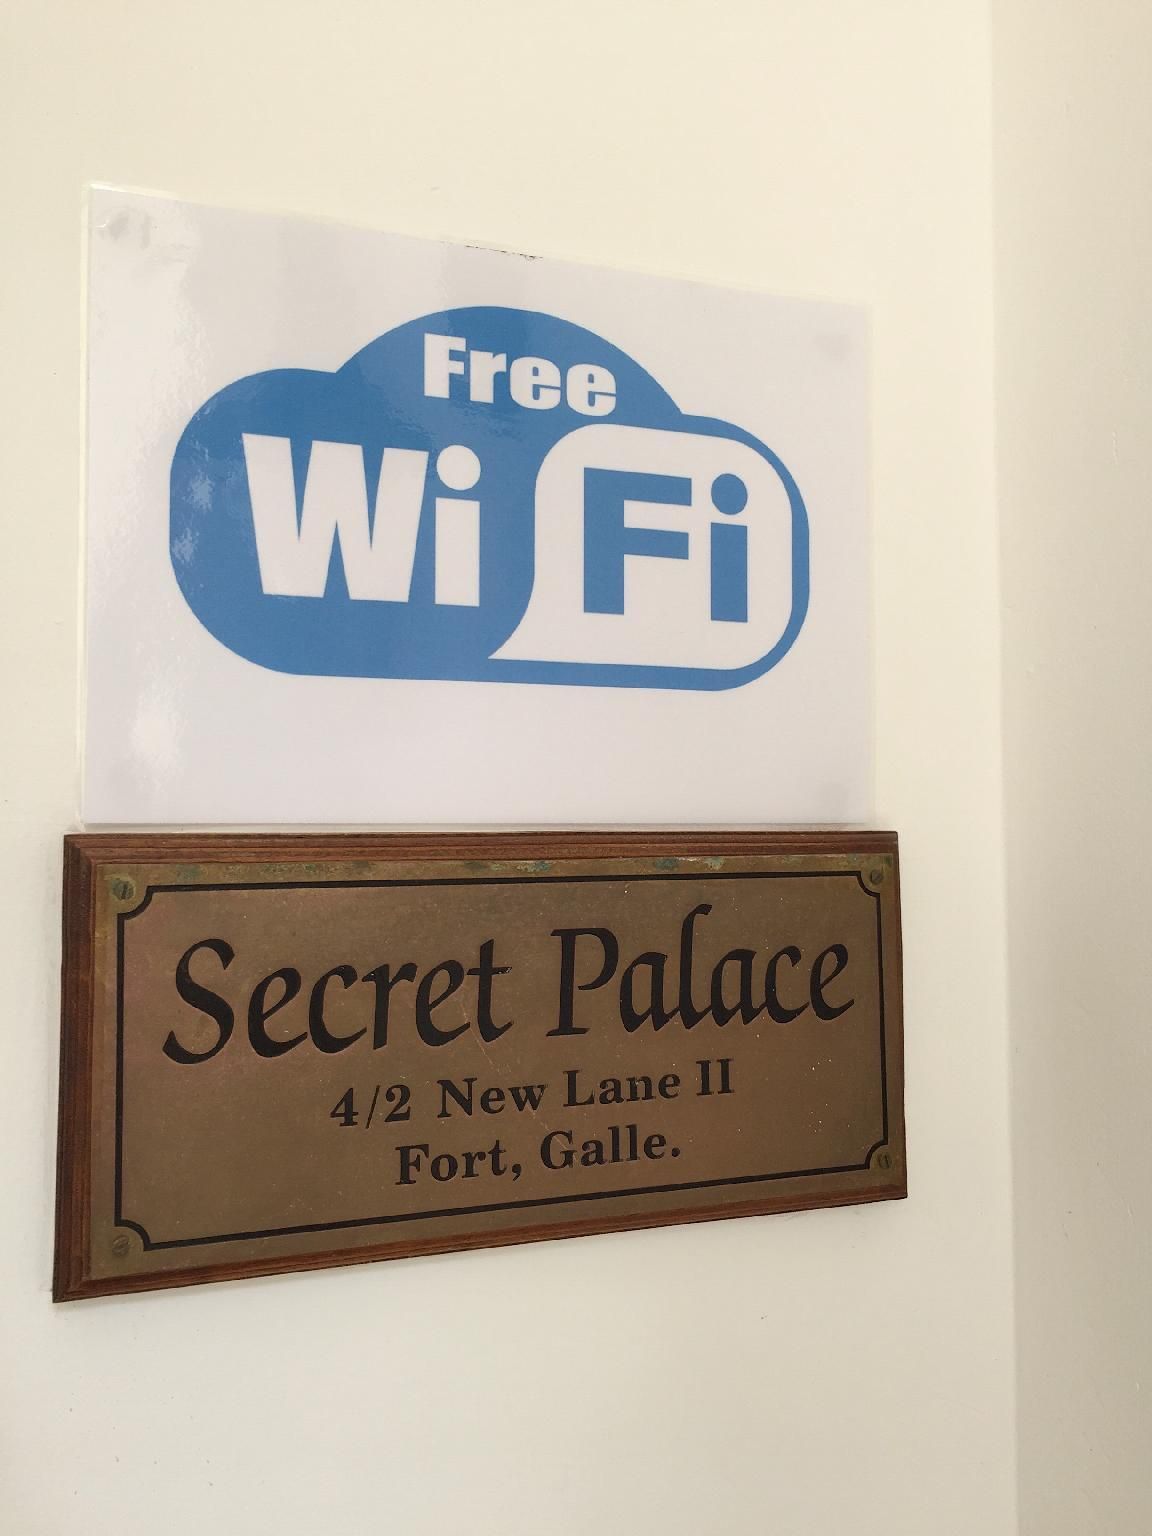 Free
Wi Fi
Secret Palace
4/2 New Lane II
Fort, Galle.